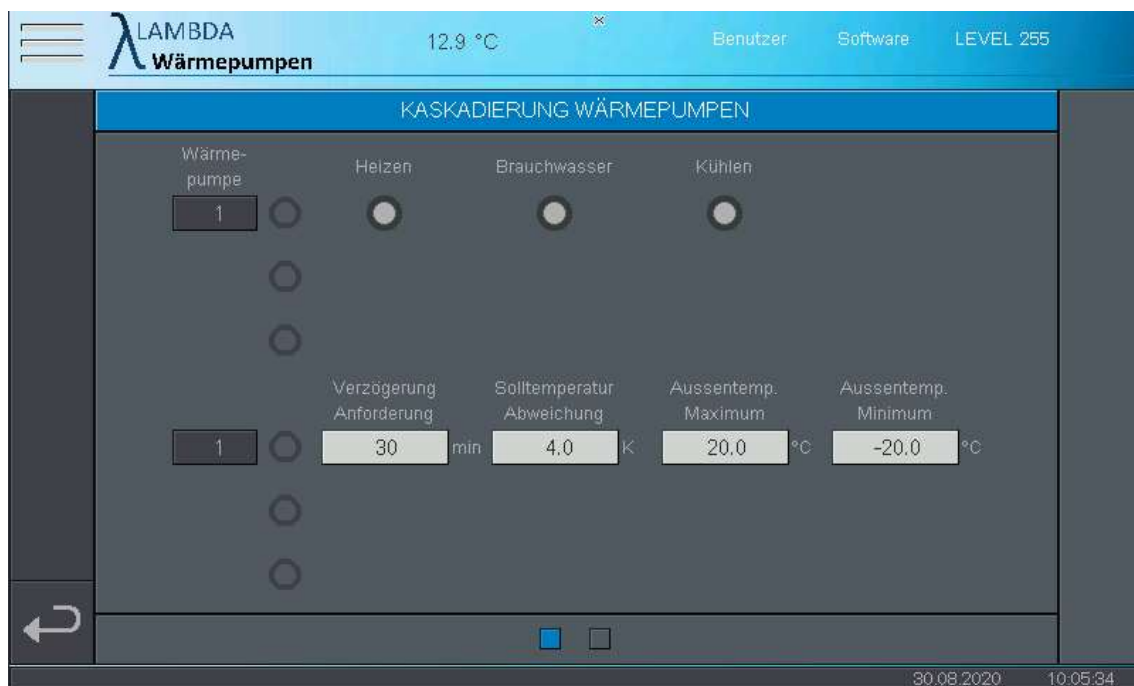 LAMBDA
Wärmepumpen
12.9 °C
Benutzer
Software
LEVEL 255
KASKADIERUNG WÄRMEPUMPEN
Wärme-
pumpe
Heizen
Brauchwasser
Kühlen
1
Verzögerung
Anforderung
Solltemperatur
Abweichung
Aussentemp.
Maximum
Aussentemp.
Minimum
1
30 min
4.0 K
20.0 °C
-20.0 °C
30.08.2020
10:05:34